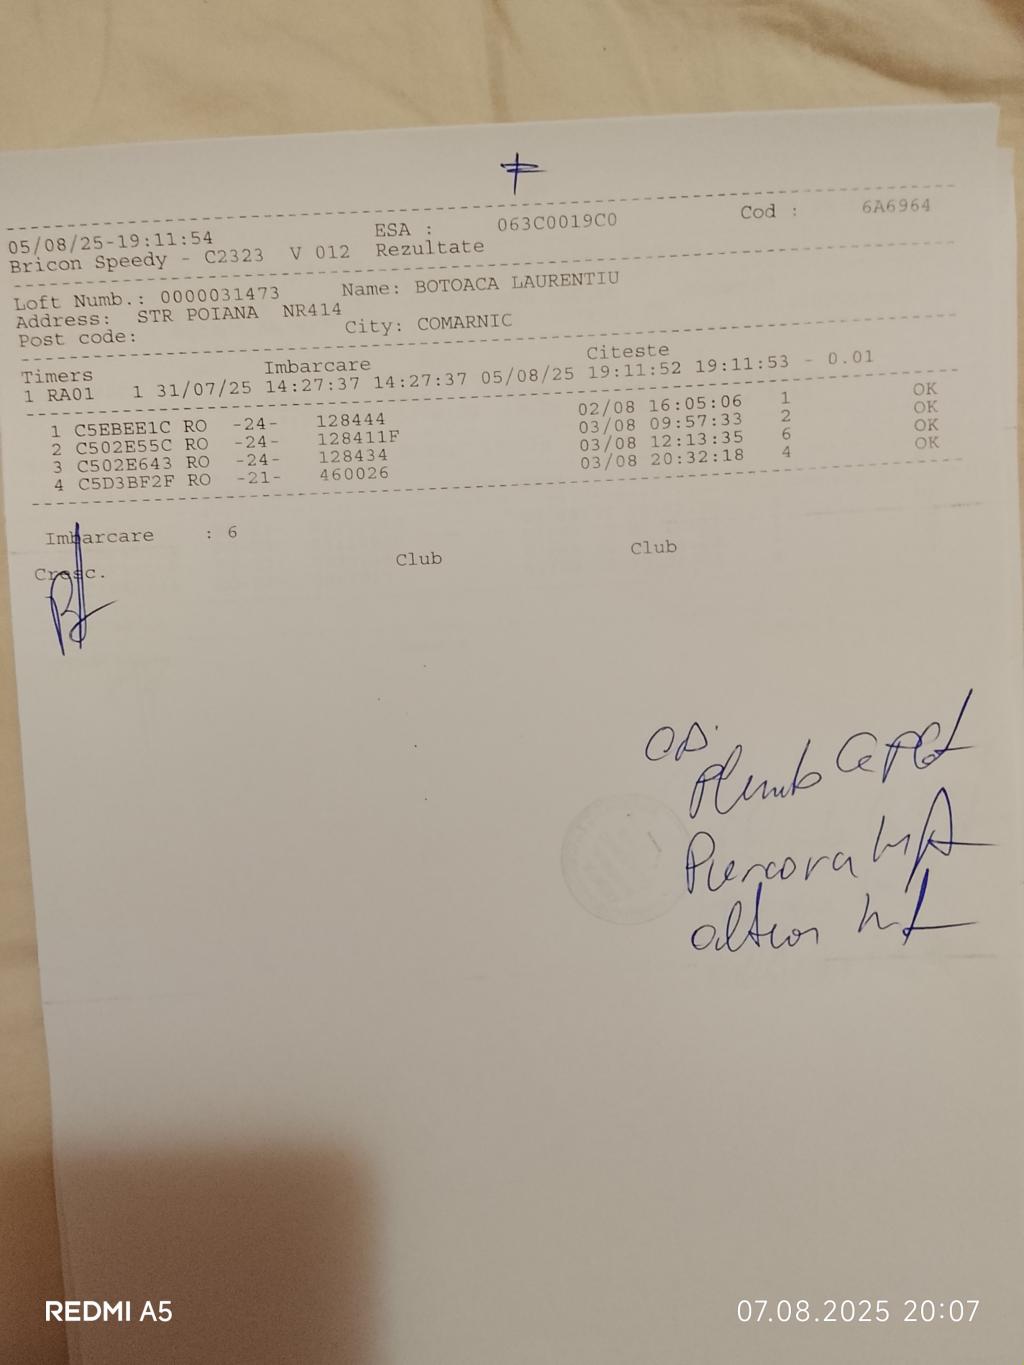 05/08/25-19:11:54 ESA : 063C0019C0 Cod : 6A6964
Bricon Speedy - C2323 V 012 Rezultate
Loft Numb.: 0000031473 Name: BOTOACA LAURENTIU
Address: STR POIANA NR414
Post code: City: COMARNIC
Timers Imbarcare Citeste
1 RA01 1 31/07/25 14:27:37 14:27:37 05/08/25 19:11:52 19:11:53 - 0.01
1 C5EBEE1C RO -24- 128444 02/08 16:05:06 1 OK
2 C502E55C RO -24- 128411F 03/08 09:57:33 2 OK
3 C502E643 RO -24- 128434 03/08 12:13:35 6 OK
4 C5D3BF2F RO -21- 460026 03/08 20:32:18 4 OK
Imbarcare : 6
Cresc. Club Club
REDMI A5 07.08.2025 20:07